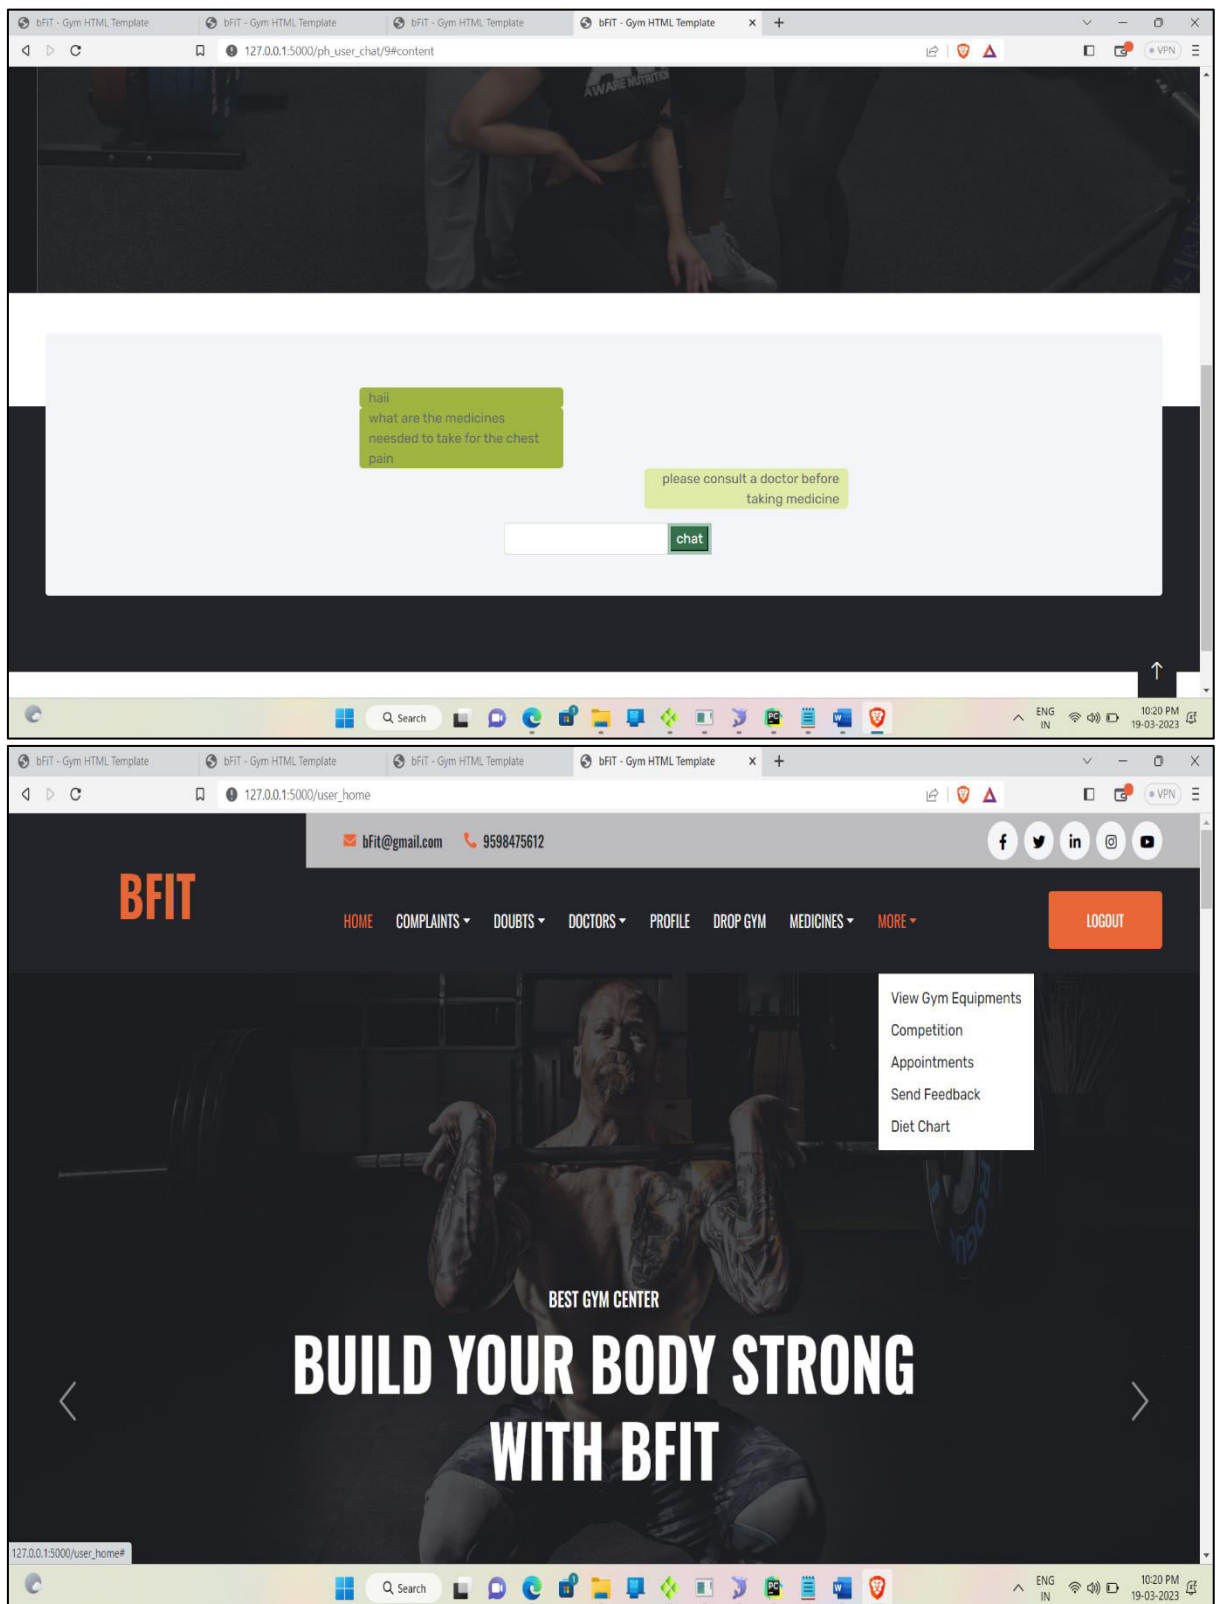 bFiT - Gym HTML Template
bFiT - Gym HTML Template
bFiT - Gym HTML Template
bFiT - Gym HTML Template
127.0.0.1:5000/ph_user_chat/9#content
VPN
AWARE NUTRITION
haii
what are the medicines
neesded to take for the chest
pain
please consult a doctor before
taking medicine
chat
Search
ENG
IN
10:20 PM
19-03-2023
bFiT - Gym HTML Template
bFiT - Gym HTML Template
bFiT - Gym HTML Template
bFiT - Gym HTML Template
127.0.0.1:5000/user_home
VPN
bFit@gmail.com 9598475612
BFIT
HOME COMPLAINTS DOUBTS DOCTORS PROFILE DROP GYM MEDICINES MORE LOGOUT
View Gym Equipments
Competition
Appointments
Send Feedback
Diet Chart
ROGUE
BEST GYM CENTER
BUILD YOUR BODY STRONG
WITH BFIT
127.0.0.1:5000/user_home#
Search
ENG
IN
10:20 PM
19-03-2023